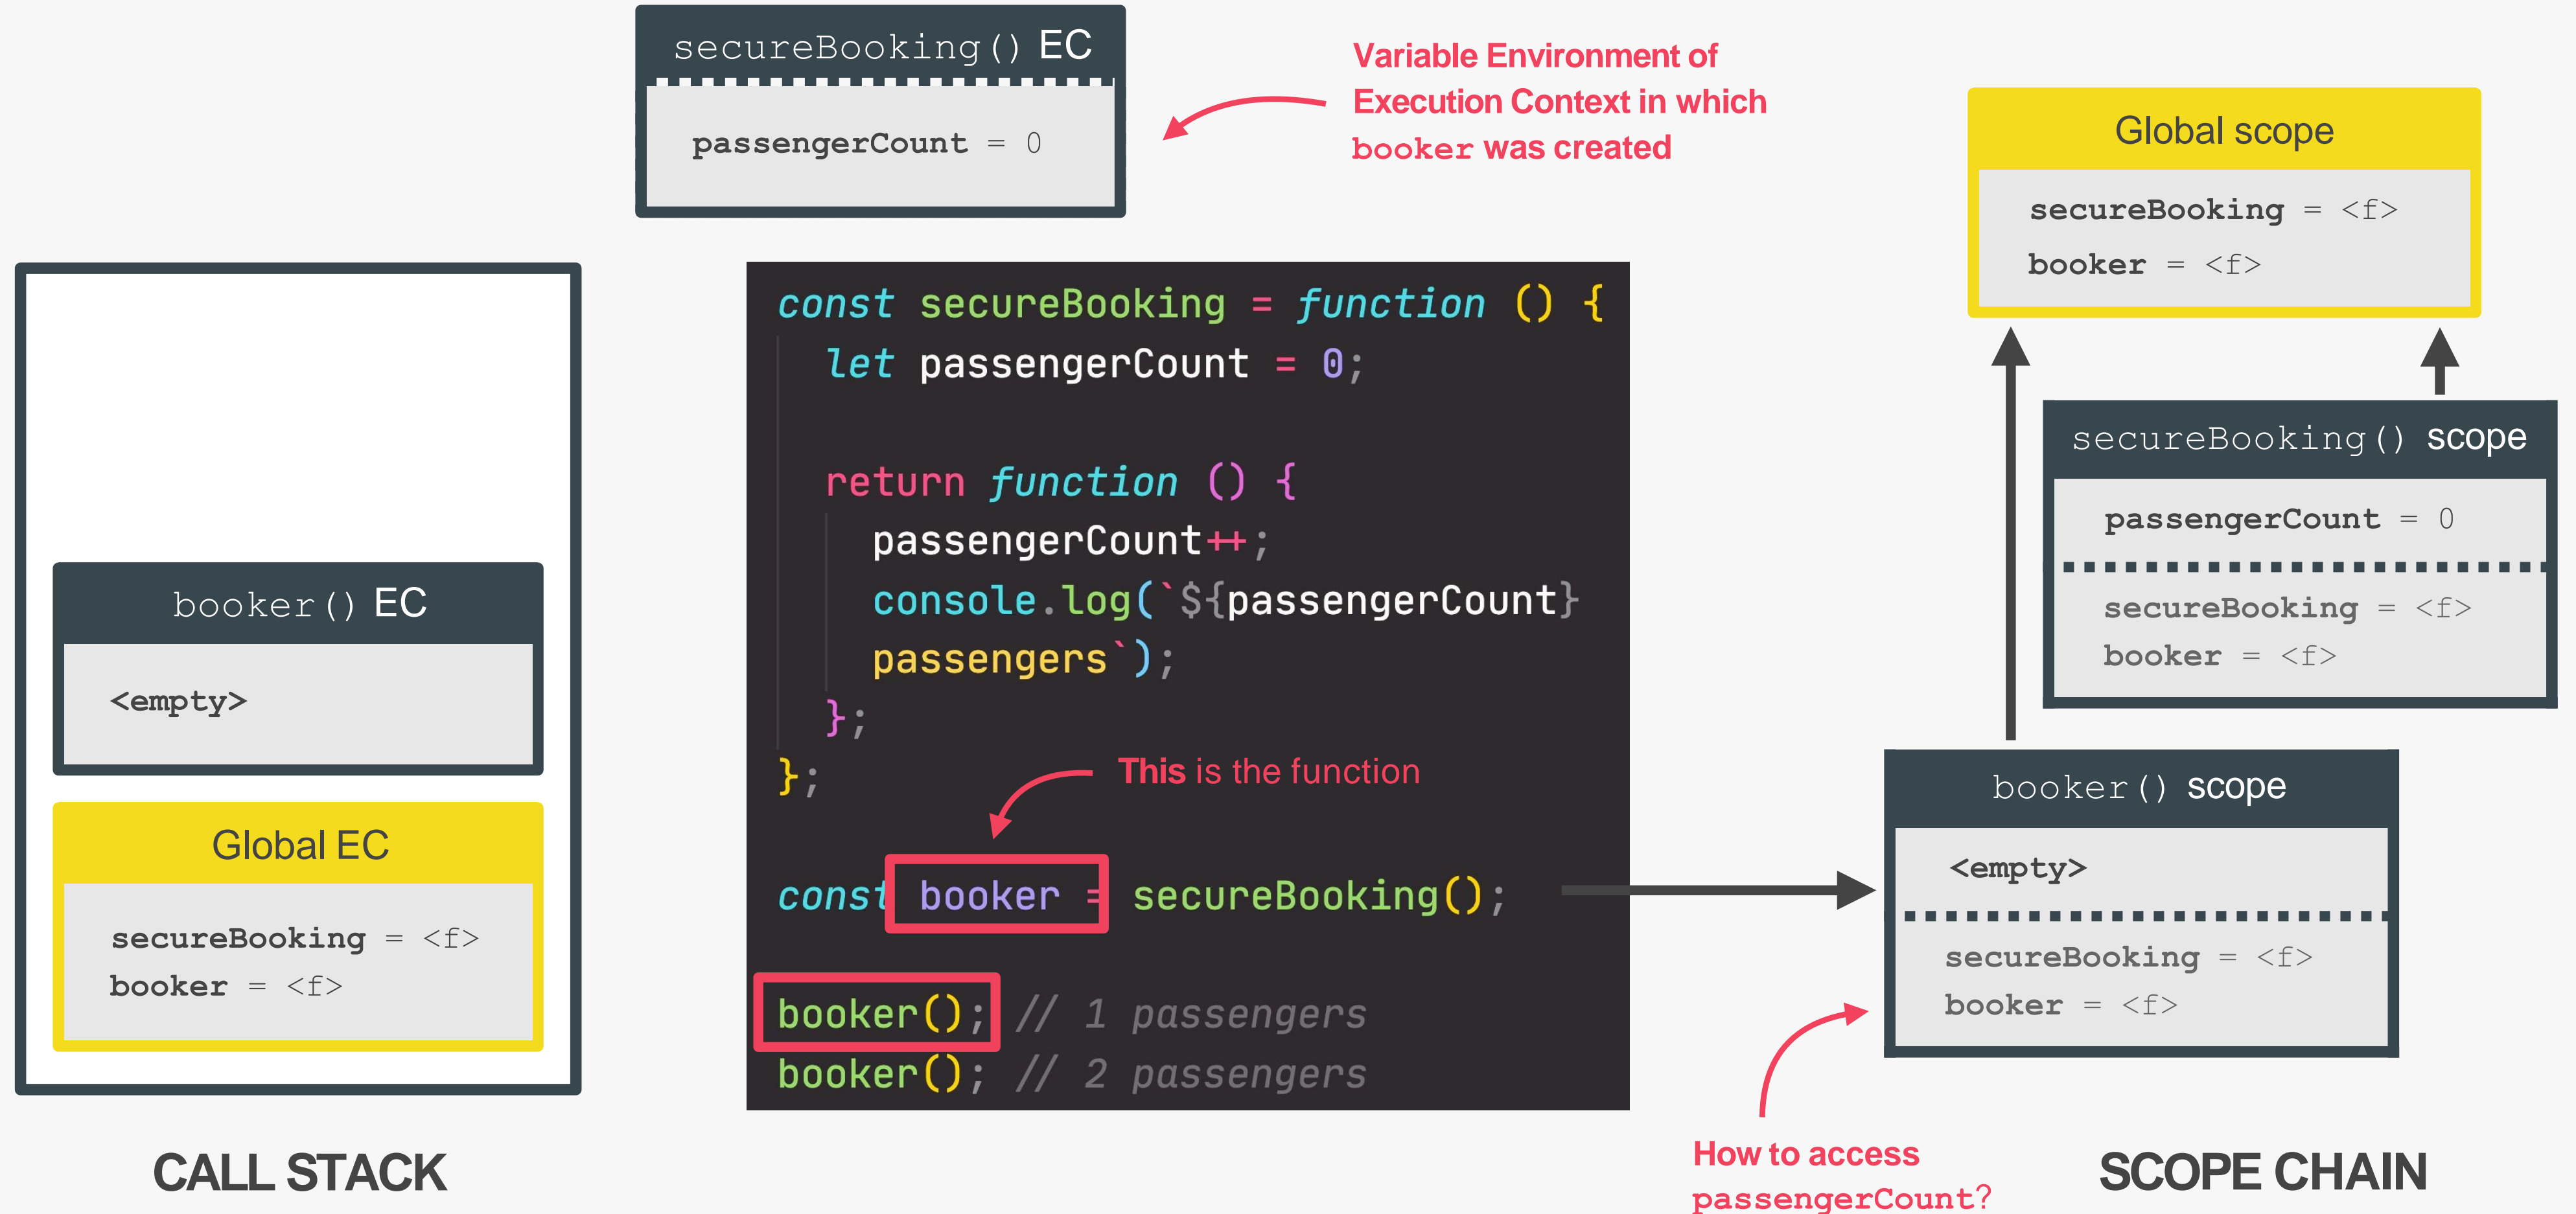 secureBooking() EC
passengerCount = 0
Variable Environment of
Execution Context in which
booker was created
booker() EC
<empty>
Global EC
secureBooking = <f>
booker = <f>
CALL STACK
const secureBooking = function () {
let passengerCount = 0;
return function () {
passengerCount++;
console.log(`${passengerCount}
passengers`);
};
};
This is the function
const booker = secureBooking();
booker(); // 1 passengers
booker(); // 2 passengers
Global scope
secureBooking = <f>
booker = <f>
secureBooking() scope
passengerCount = 0
secureBooking = <f>
booker = <f>
booker() scope
<empty>
secureBooking = <f>
booker = <f>
How to access
passengerCount?
SCOPE CHAIN